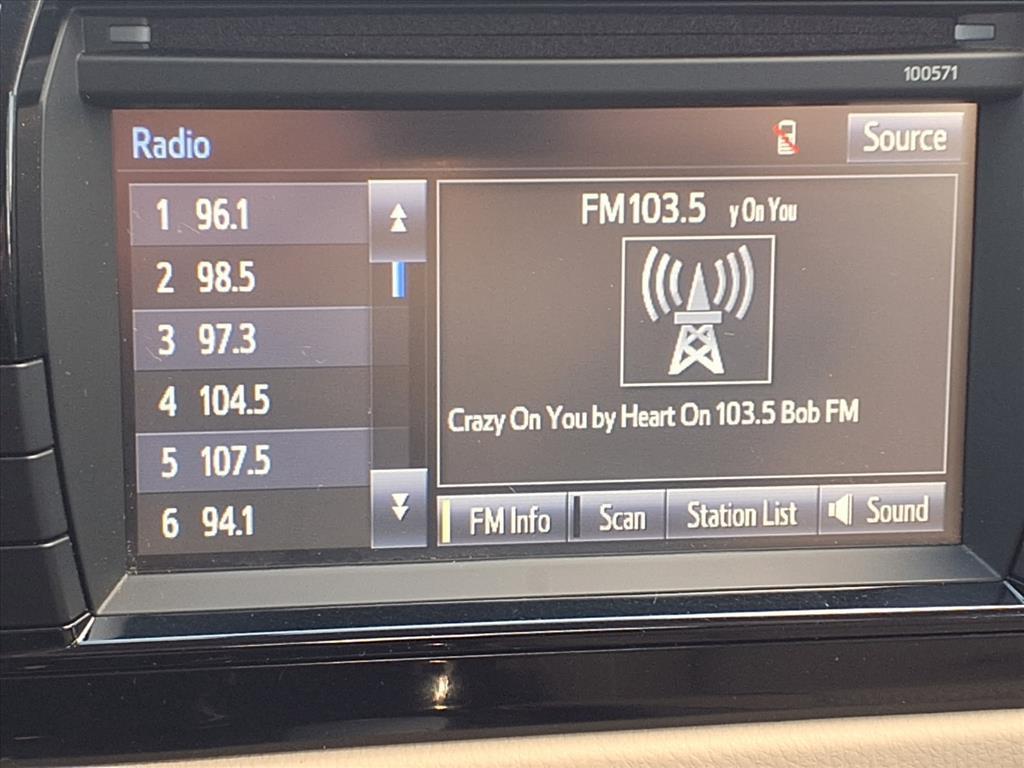 100571
Radio
Source
1 96.1
2 98.5
3 97.3
4 104.5
5 107.5
6 94.1
FM103.5 y On You
Crazy On You by Heart On 103.5 Bob FM
FM Info Scan Station List Sound